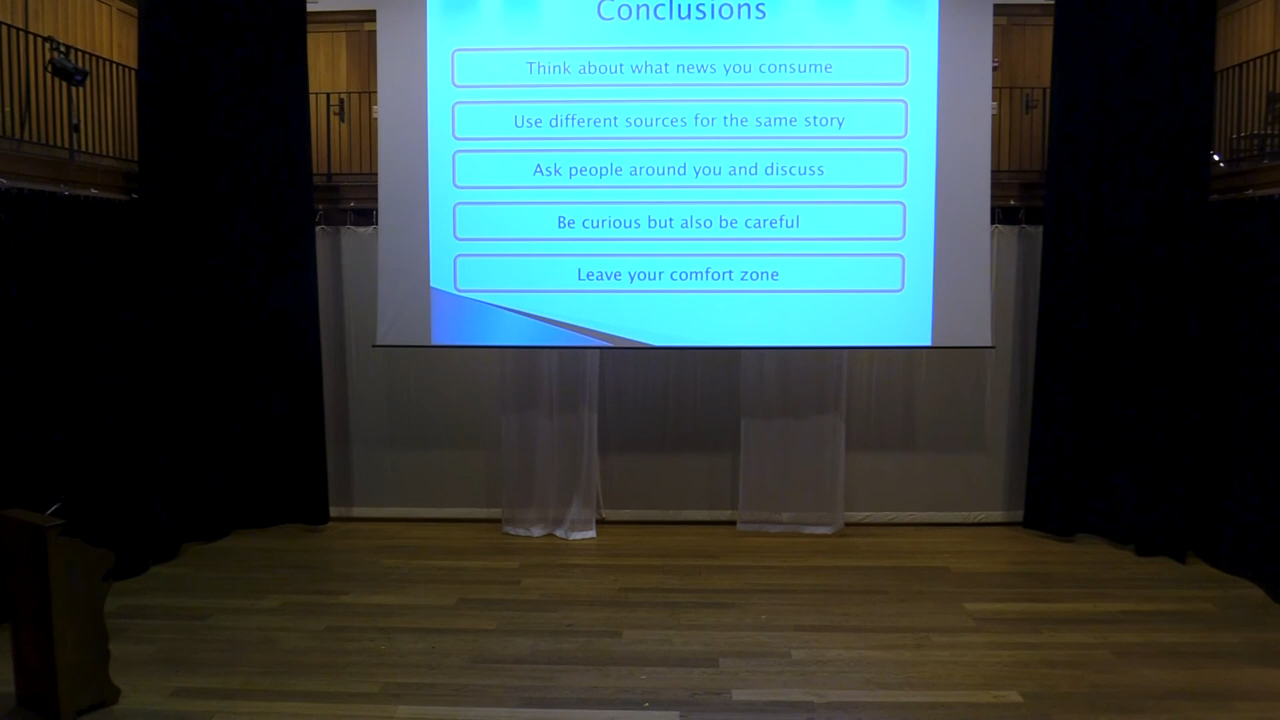 Conclusions
Think about what news you consume
Use different sources for the same story
Ask people around you and discuss
Be curious but also be careful
Leave your comfort zone